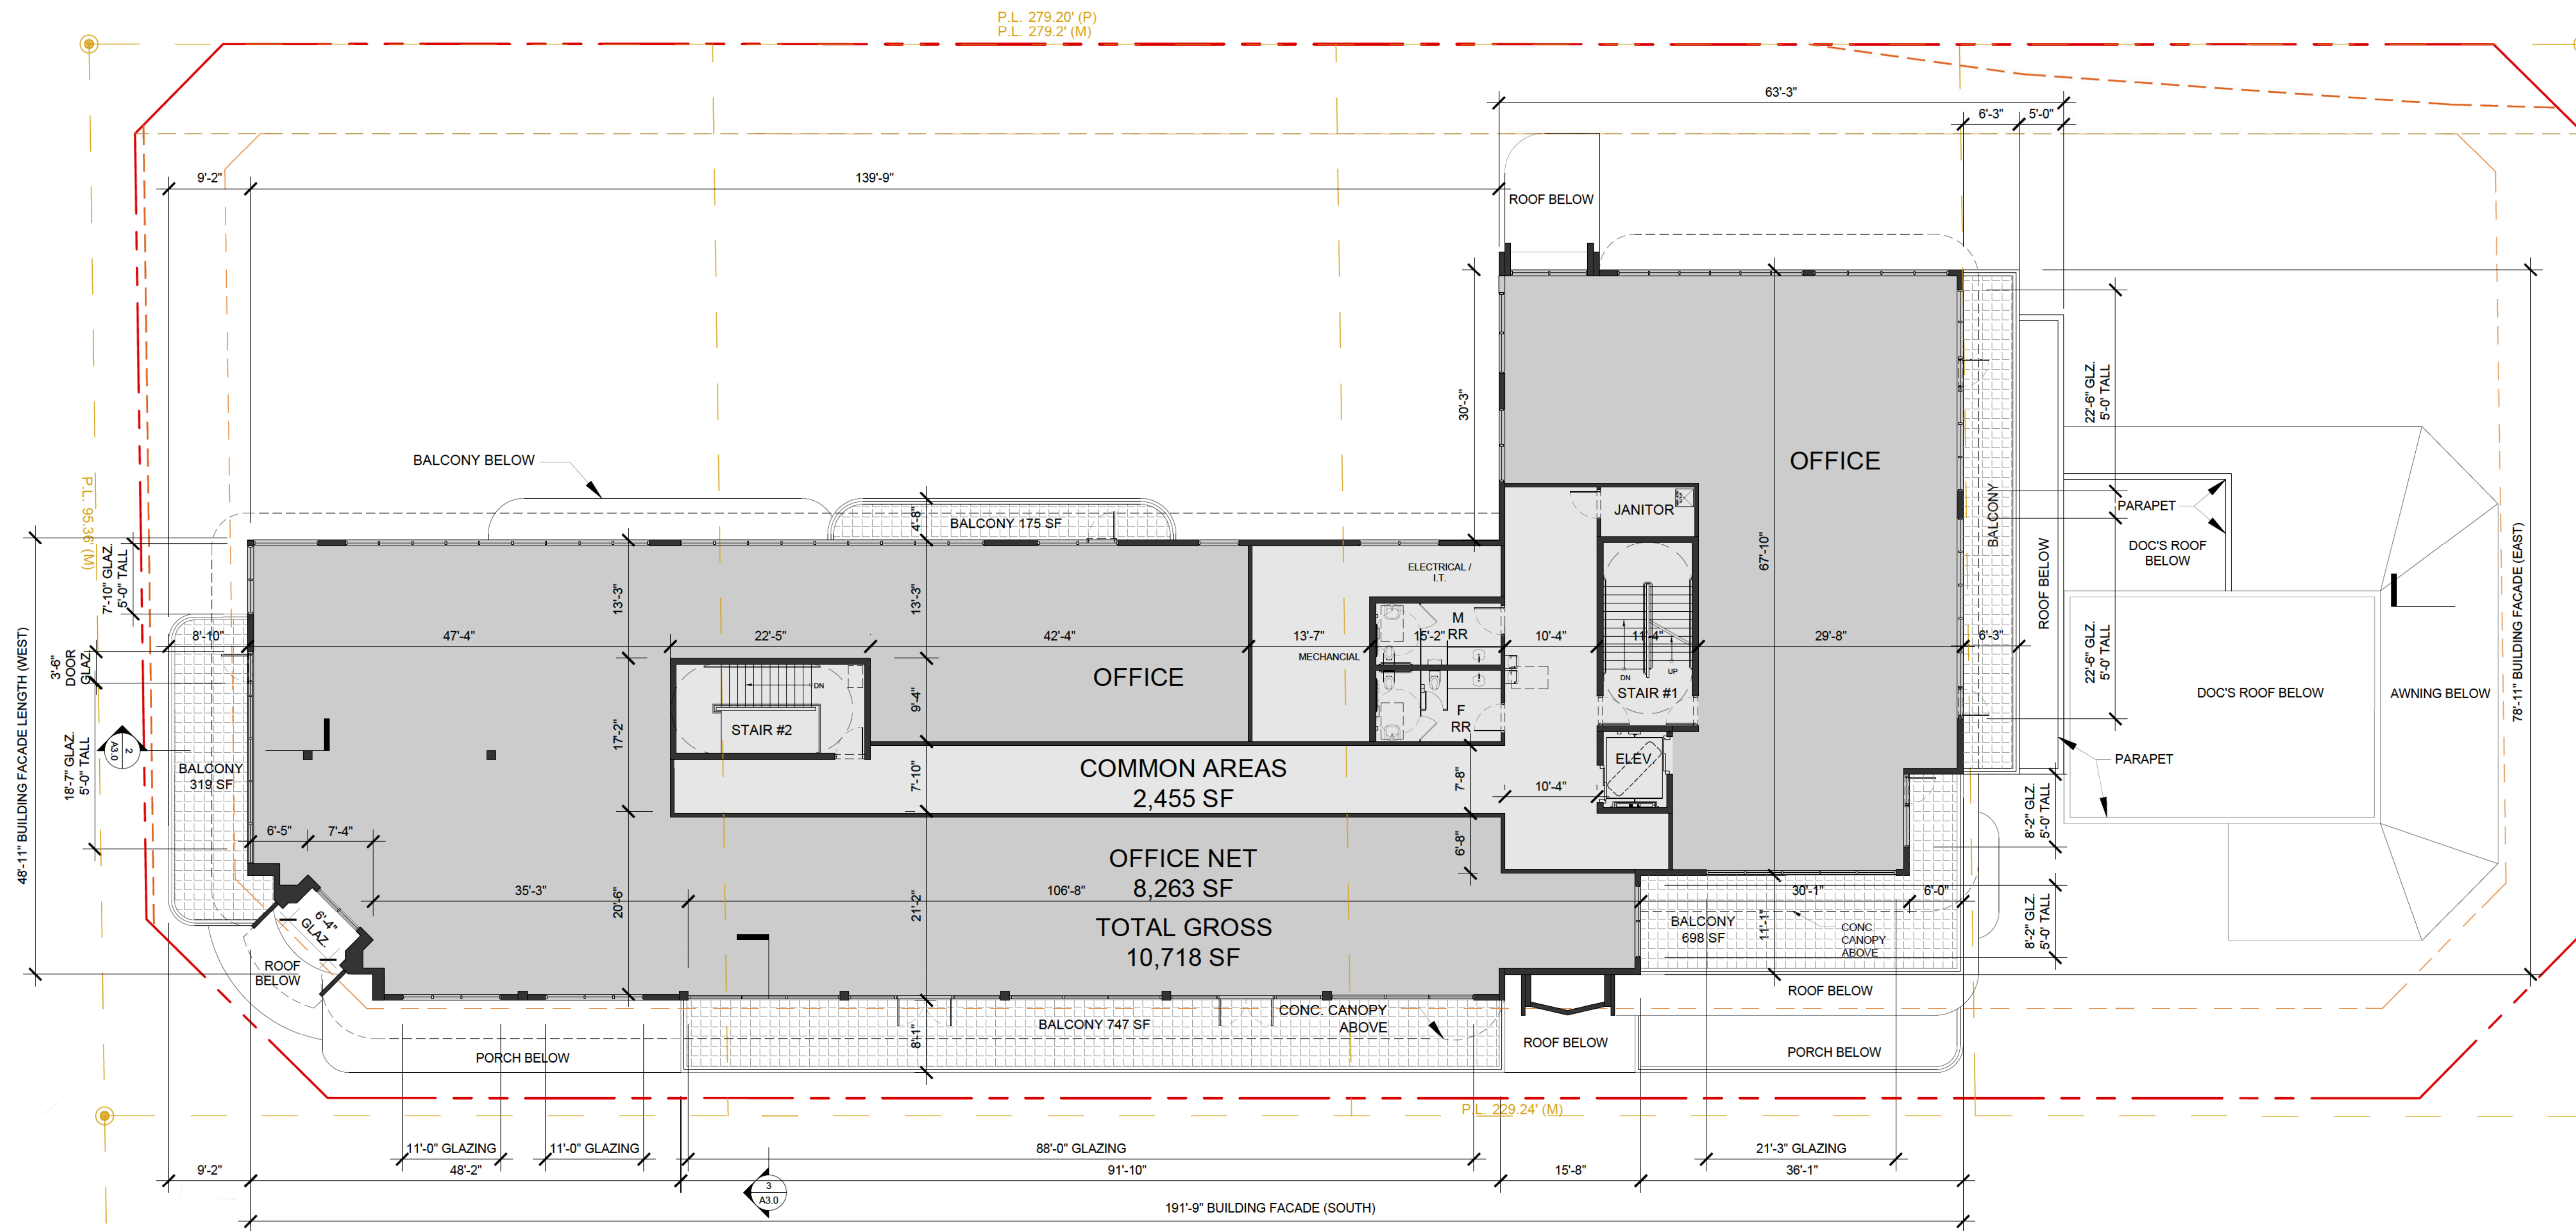 P.L. 279.20' (P)
P.L. 279.2' (M)
63'-3"
6'-3"
5'-0"
9'-2"
139'-9"
ROOF BELOW
30'-3"
22'-6" GLZ.
5'-0' TALL
BALCONY BELOW
OFFICE
P.L. 95.36' (M)
BALCONY
PARAPET
4'-8"
BALCONY 175 SF
JANITOR
67'-10"
DOC'S ROOF
BELOW
78'-11" BUILDING FACADE (EAST)
7'-10" GLAZ.
5'-0" TALL
13'-3"
13'-3"
ELECTRICAL /
I.T.
ROOF BELOW
48'-11" BUILDING FACADE LENGTH (WEST)
8'-10"
47'-4"
22'-5"
42'-4"
13'-7"
15'-2"
M
RR
10'-4"
11'-4"
29'-8"
6'-3"
22'-6" GLZ.
5'-0' TALL
3'-6"
DOOR
GLAZ.
MECHANCIAL
DN
OFFICE
9'-4"
DN
UP
STAIR #1
DOC'S ROOF BELOW
AWNING BELOW
17'-2"
STAIR #2
F
RR
2
A3.0
18'-7" GLAZ.
5'-0" TALL
BALCONY
319 SF
7'-10"
COMMON AREAS
2,455 SF
7'-8"
10'-4"
ELEV.
PARAPET
6'-5"
7'-4"
6'-8"
8'-2" GLZ.
5'-0' TALL
OFFICE NET
8,263 SF
35'-3"
20'-6"
21'-2"
106'-8"
30'-1"
6'-0"
6'-4"
GLAZ.
TOTAL GROSS
10,718 SF
BALCONY
698 SF
11'-1"
CONC.
CANOPY
ABOVE
8'-2" GLZ.
5'-0' TALL
ROOF
BELOW
ROOF BELOW
CONC. CANOPY
ABOVE
BALCONY 747 SF
8'-1"
ROOF BELOW
PORCH BELOW
PORCH BELOW
P.L. 229.24' (M)
11'-0" GLAZING
11'-0" GLAZING
88'-0" GLAZING
21'-3" GLAZING
9'-2"
48'-2"
91'-10"
15'-8"
36'-1"
3
A3.0
191'-9" BUILDING FACADE (SOUTH)